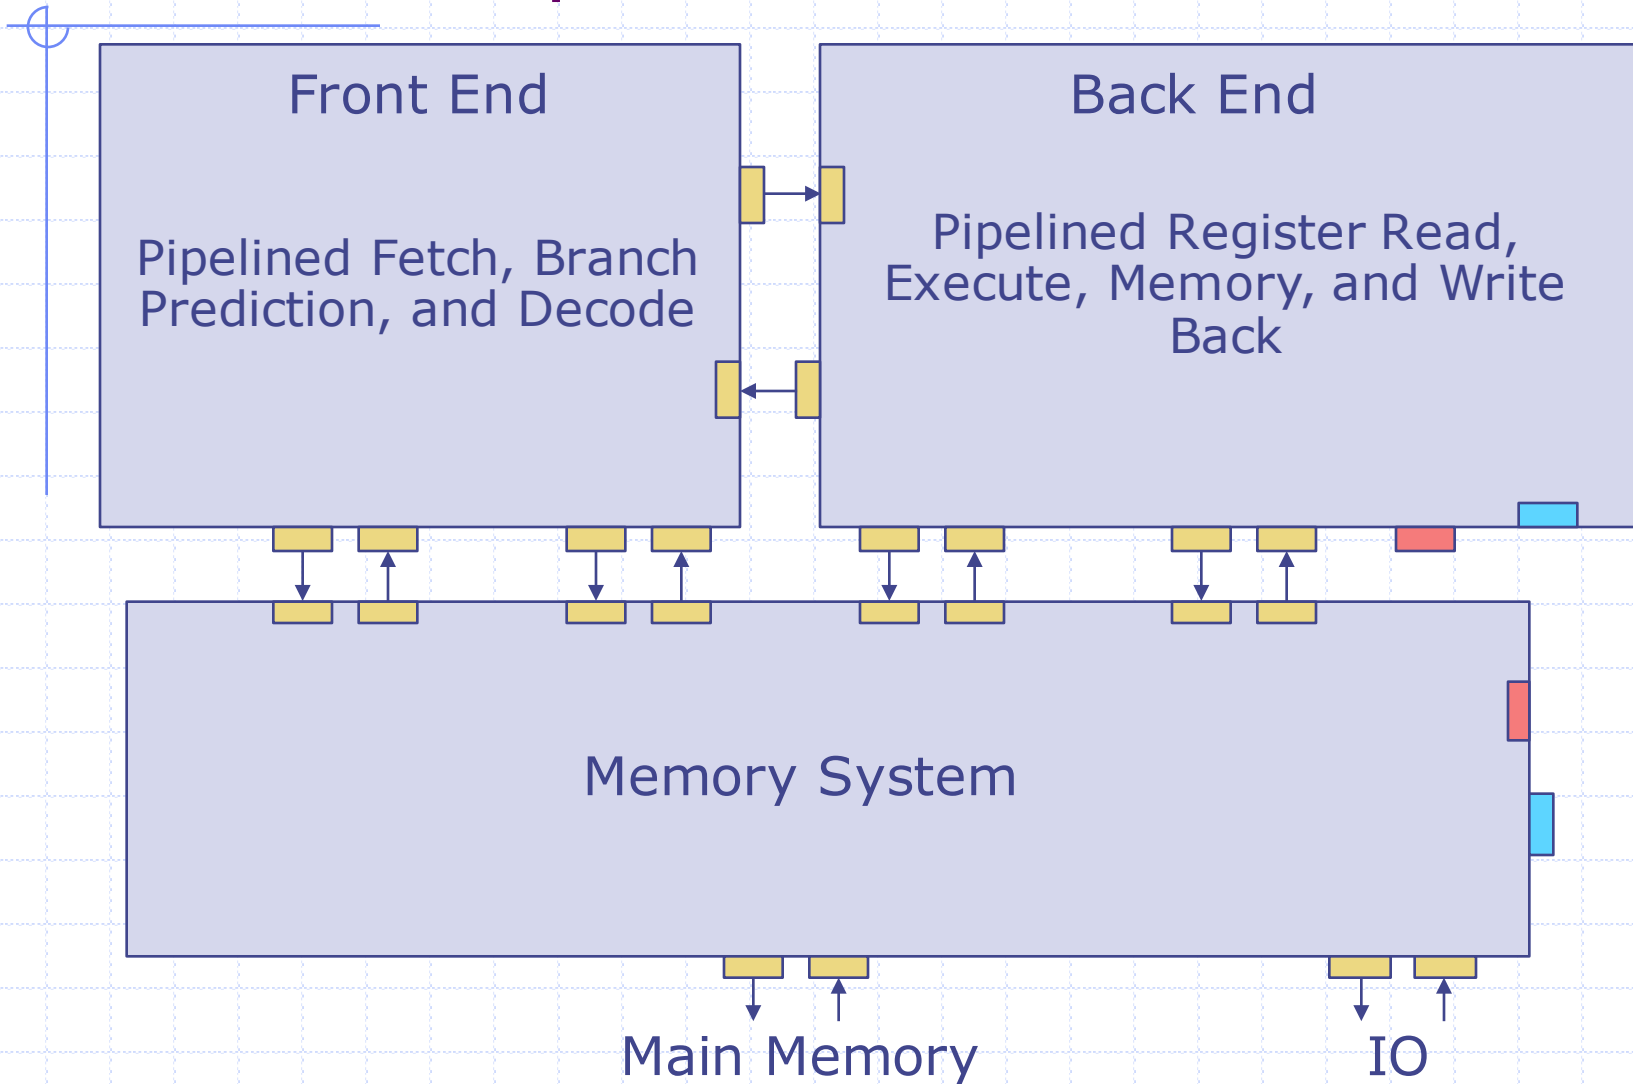 Front End
Pipelined Fetch, Branch
Prediction, and Decode
Back End
Pipelined Register Read,
Execute, Memory, and Write
Back
Memory System
Main Memory
IO